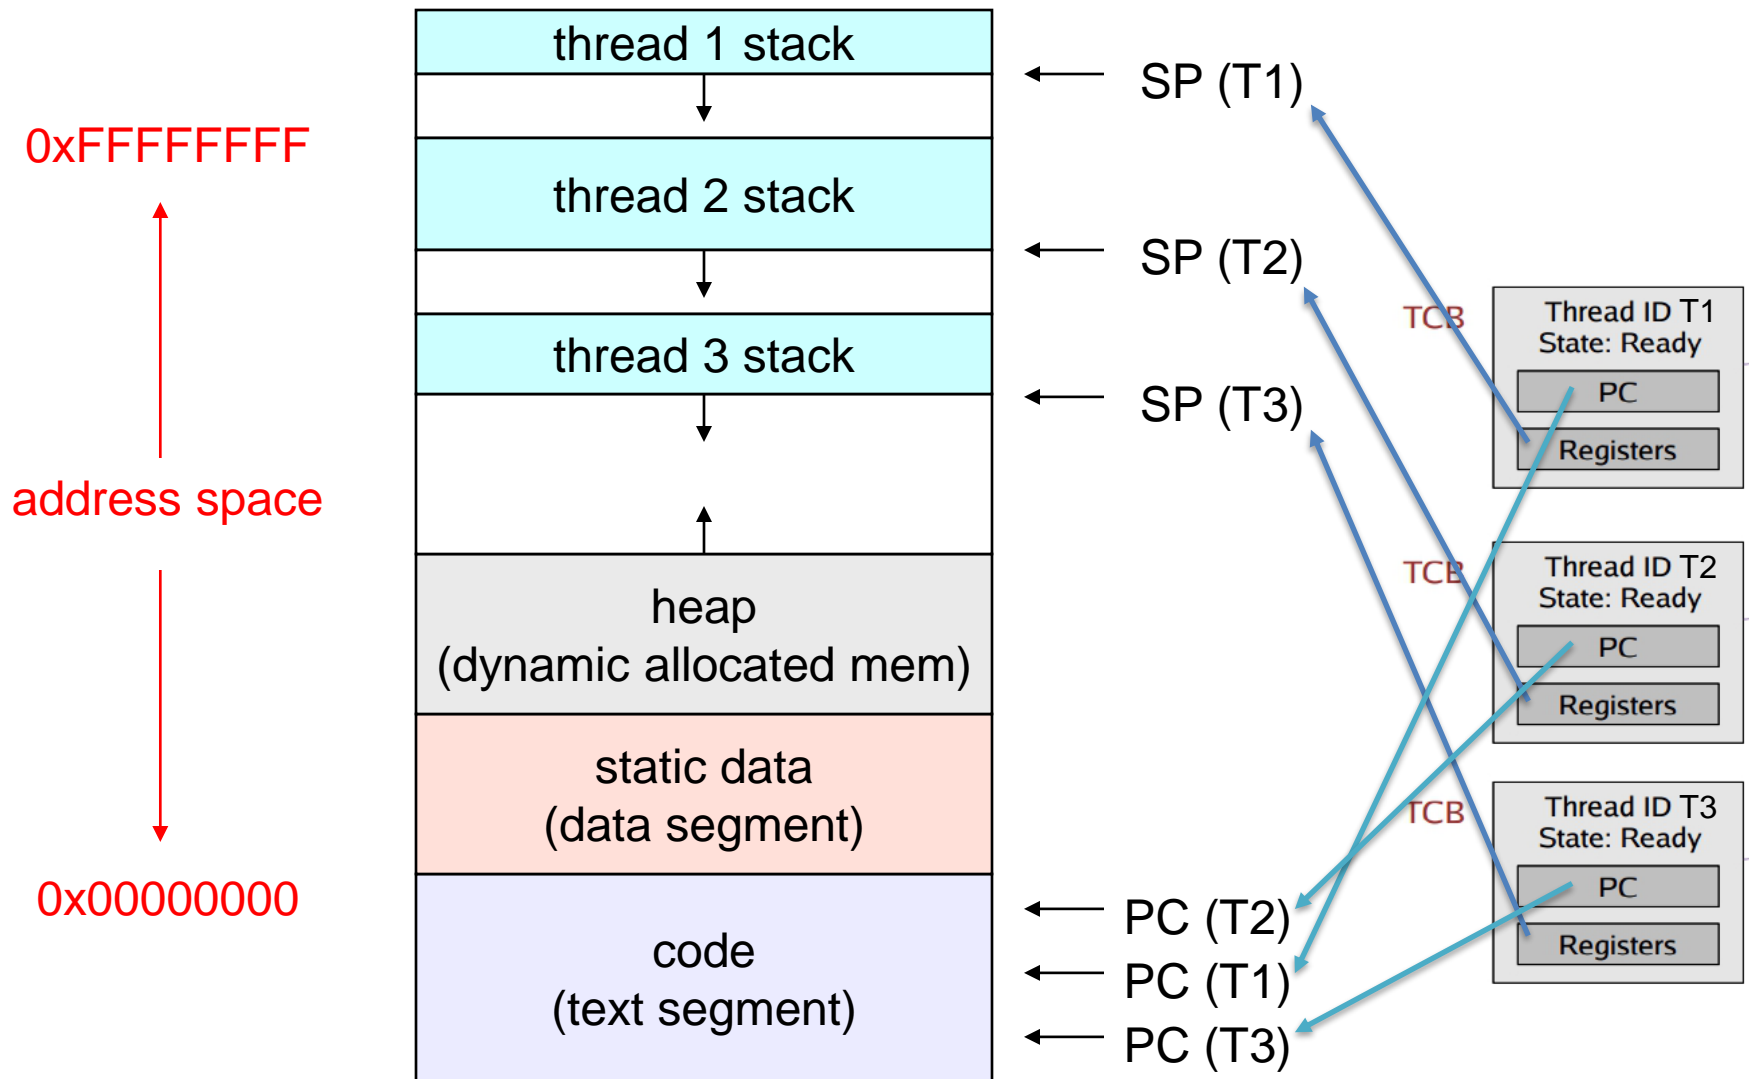 thread 1 stack
thread 2 stack
thread 3 stack
heap
(dynamic allocated mem)
static data
(data segment)
code
(text segment)
0xFFFFFFFF
address space
0x00000000
SP (T1)
SP (T2)
SP (T3)
PC (T2)
PC (T1)
PC (T3)
TCB
Thread ID T1
State: Ready
PC
Registers
TCB
Thread ID T2
State: Ready
PC
Registers
TCB
Thread ID T3
State: Ready
PC
Registers